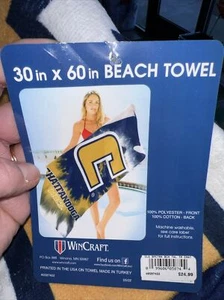 30 in X 60 in BEACH TOWEL
CHATTANOOGA
C
WINCRAFT®
Find us on
facebook®
100% POLYESTER - FRONT
100% COTTON - BACK
Machine washable,
see care label
for full instructions.
PRINTED IN THE USA ON TOWEL MADE IN TURKEY
$24.99